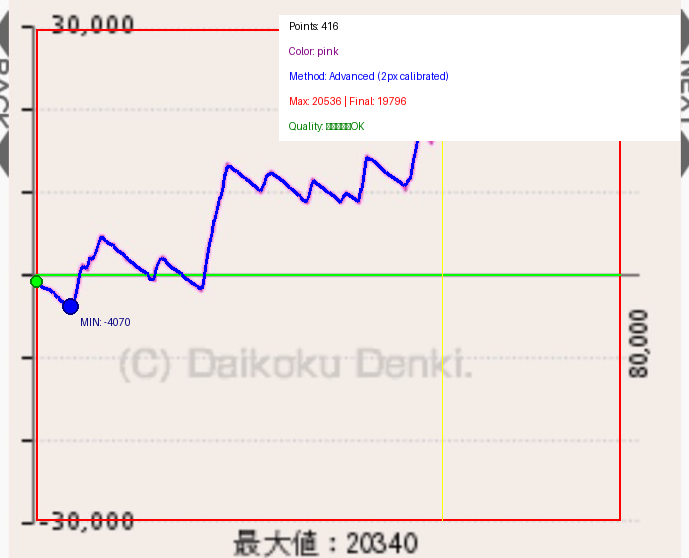 30,000
Points: 416
Color: pink
Method: Advanced (2px calibrated)
Max: 20536 | Final: 19796
Quality: □□□□□OK
BACK
NEXT
MIN: -4070
80,000
(C) Daikoku Denki.
-30,000
最大値：20340